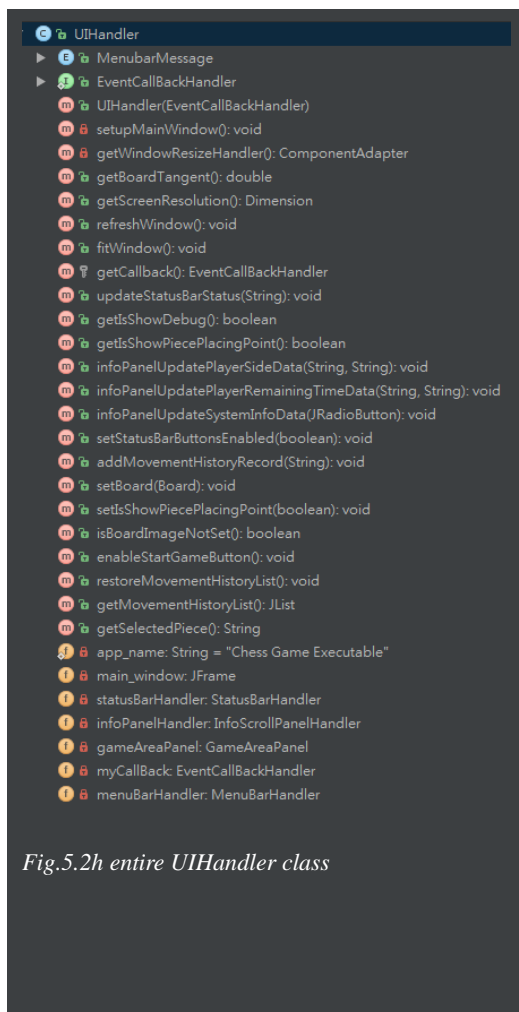 UIHandler
MenubarMessage
EventCallBackHandler
UIHandler(EventCallBackHandler)
setupMainWindow(): void
getWindowResizeHandler(): ComponentAdapter
getBoardTangent(): double
getScreenResolution(): Dimension
refreshWindow(): void
fitWindow(): void
getCallback(): EventCallBackHandler
updateStatusBarStatus(String): void
getIsShowDebug(): boolean
getIsShowPiecePlacingPoint(): boolean
infoPanelUpdatePlayerSideData(String, String): void
infoPanelUpdatePlayerRemainingTimeData(String, String): void
infoPanelUpdateSystemInfoData(JRadioButton): void
setStatusBarButtonsEnabled(boolean): void
addMovementHistoryRecord(String): void
setBoard(Board): void
setIsShowPiecePlacingPoint(boolean): void
isBoardImageNotSet(): boolean
enableStartGameButton(): void
restoreMovementHistoryList(): void
getMovementHistoryList(): JList
getSelectedPiece(): String
app_name: String = "Chess Game Executable"
main_window: JFrame
statusBarHandler: StatusBarHandler
infoPanelHandler: InfoScrollPanelHandler
gameAreaPanel: GameAreaPanel
myCallBack: EventCallBackHandler
menuBarHandler: MenuBarHandler
Fig.5.2h entire UIHandler class